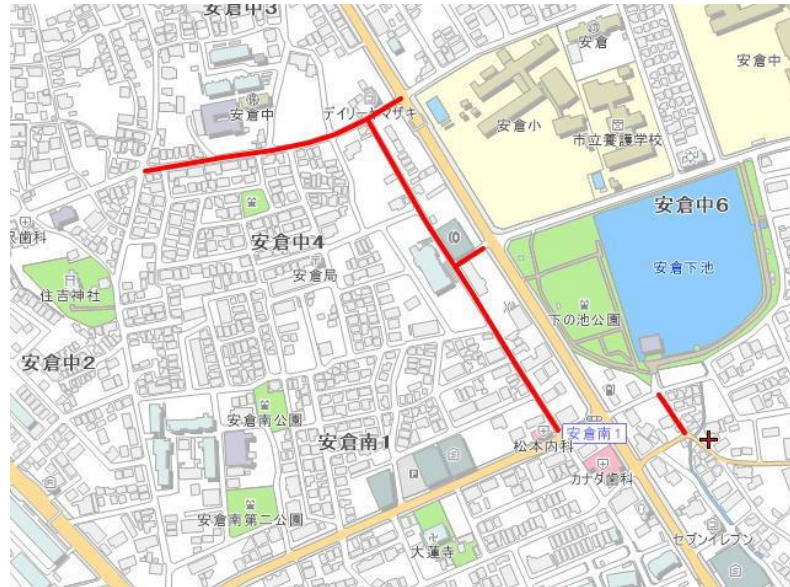 安倉中3
安倉
安倉中
安倉中
デイリーヤマザキ
安倉小
市立養護学校
安倉中6
安倉中4
歯科
安倉局
安倉下池
住吉神社
下の池公園
安倉中2
安倉南公園
安倉南1
安倉南1
松本内科
カナダ歯科
安倉南第二公園
大蓮寺
セブンイレブン
P